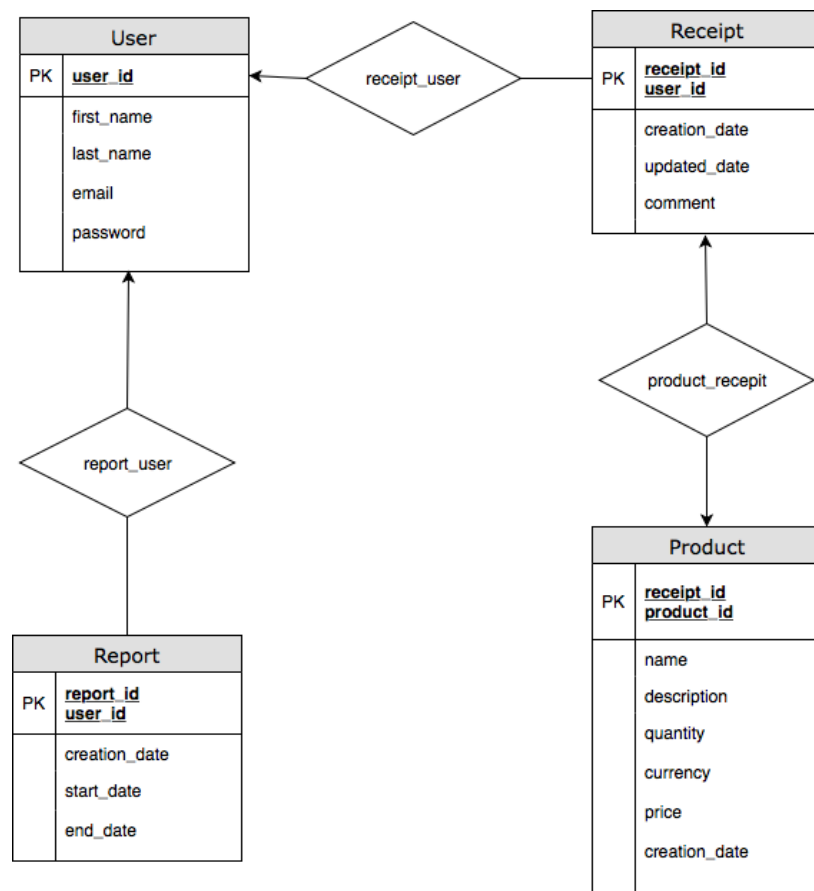 User
PK
user_id
first_name
last_name
email
password
receipt_user
Receipt
PK
receipt_id
user_id
creation_date
updated_date
comment
product_recepit
report_user
Product
PK
receipt_id
product_id
name
description
quantity
currency
price
creation_date
Report
PK
report_id
user_id
creation_date
start_date
end_date